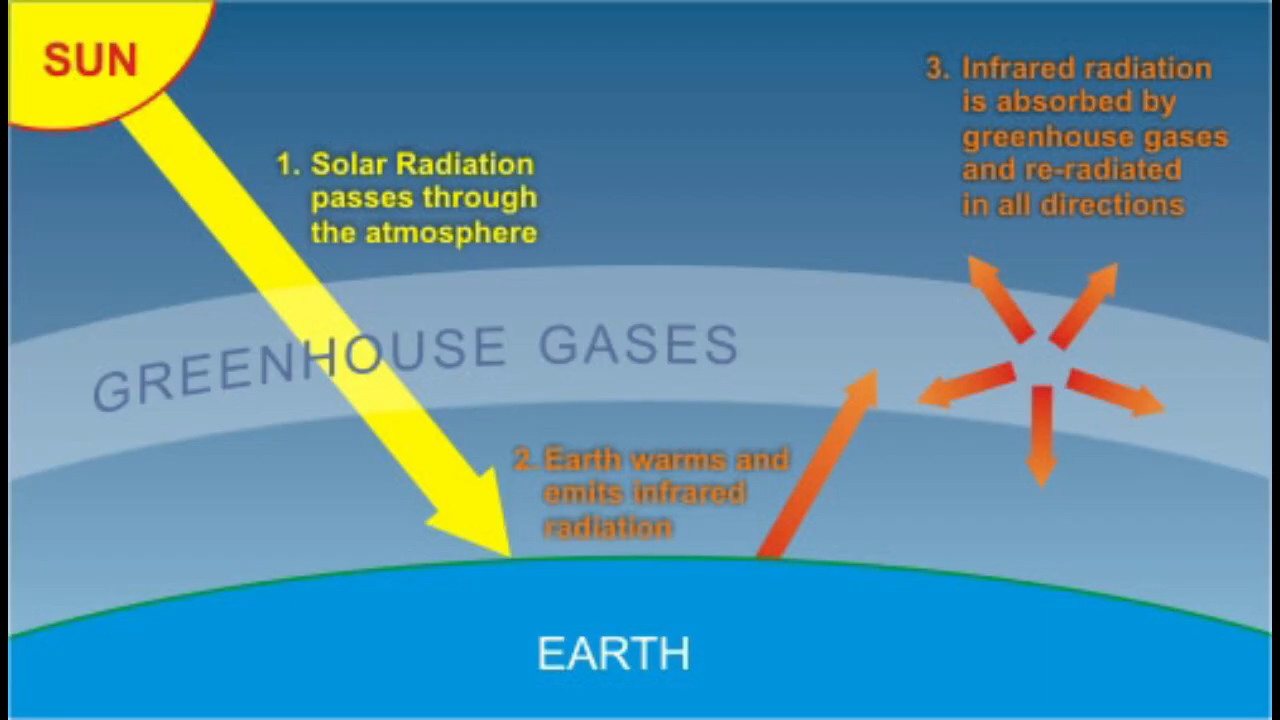 SUN
1. Solar Radiation
passes through
the atmosphere
3. Infrared radiation
is absorbed by
greenhouse gases
and re-radiated
in all directions
GREENHOUSE GASES
2. Earth warms and
emits infrared
radiation
EARTH